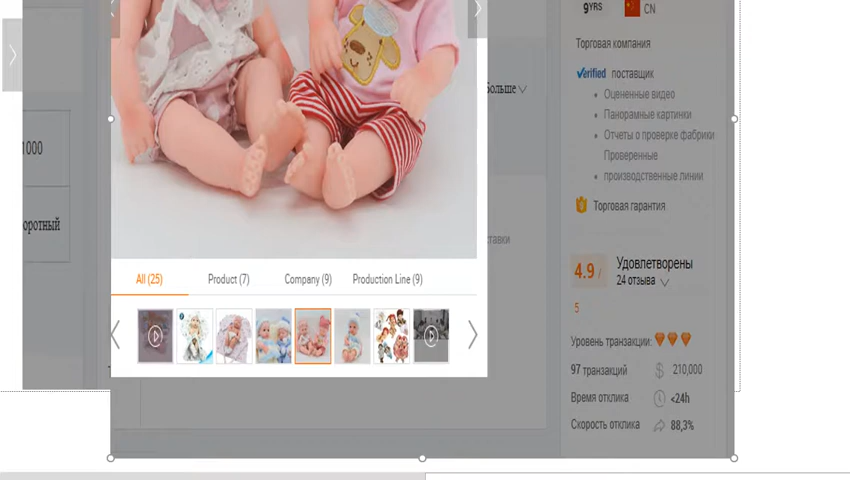 9YRS CN
Торговая компания
Verified поставщик
Оцененные видео
Панорамные картинки
Отчеты о проверке фабрики
Проверенные
производственные линии
Торговая гарантия
4.9 / Удовлетворены
24 отзыва
5
Уровень транзакции:
97 транзакций $ 210,000
Время отклика <24h
Скорость отклика 88,3%
больше
1000
оротный
ставки
All (25) Product (7) Company (9) Production Line (9)